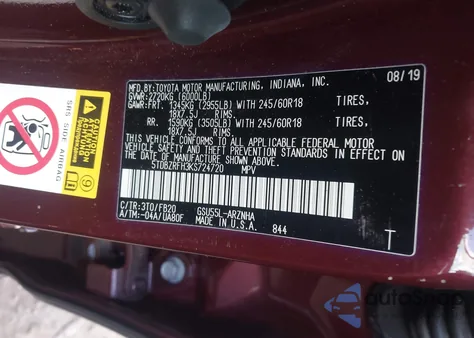 MFD. BY: TOYOTA MOTOR MANUFACTURING, INDIANA, INC. 08/19
GVWR: 2720KG (6000LB)
GAWR: FRT. 1345KG (2955LB) WITH 245/60R18 TIRES,
18X7.5J RIMS.
RR. 1590KG (3505LB) WITH 245/60R18 TIRES,
18X7.5J RIMS.
THIS VEHICLE CONFORMS TO ALL APPLICABLE FEDERAL MOTOR
VEHICLE SAFETY AND THEFT PREVENTION STANDARDS IN EFFECT
ON THE DATE OF MANUFACTURE SHOWN ABOVE.
5TDBZRFH3KS724720 MPV
C/TR: 3T0/FB20 GSU55L-ARZNHA
A/TM: -04A/UA80F MADE IN U.S.A. 844
T
SRS SIDE AIRBAG
CAUTION
autoSnap